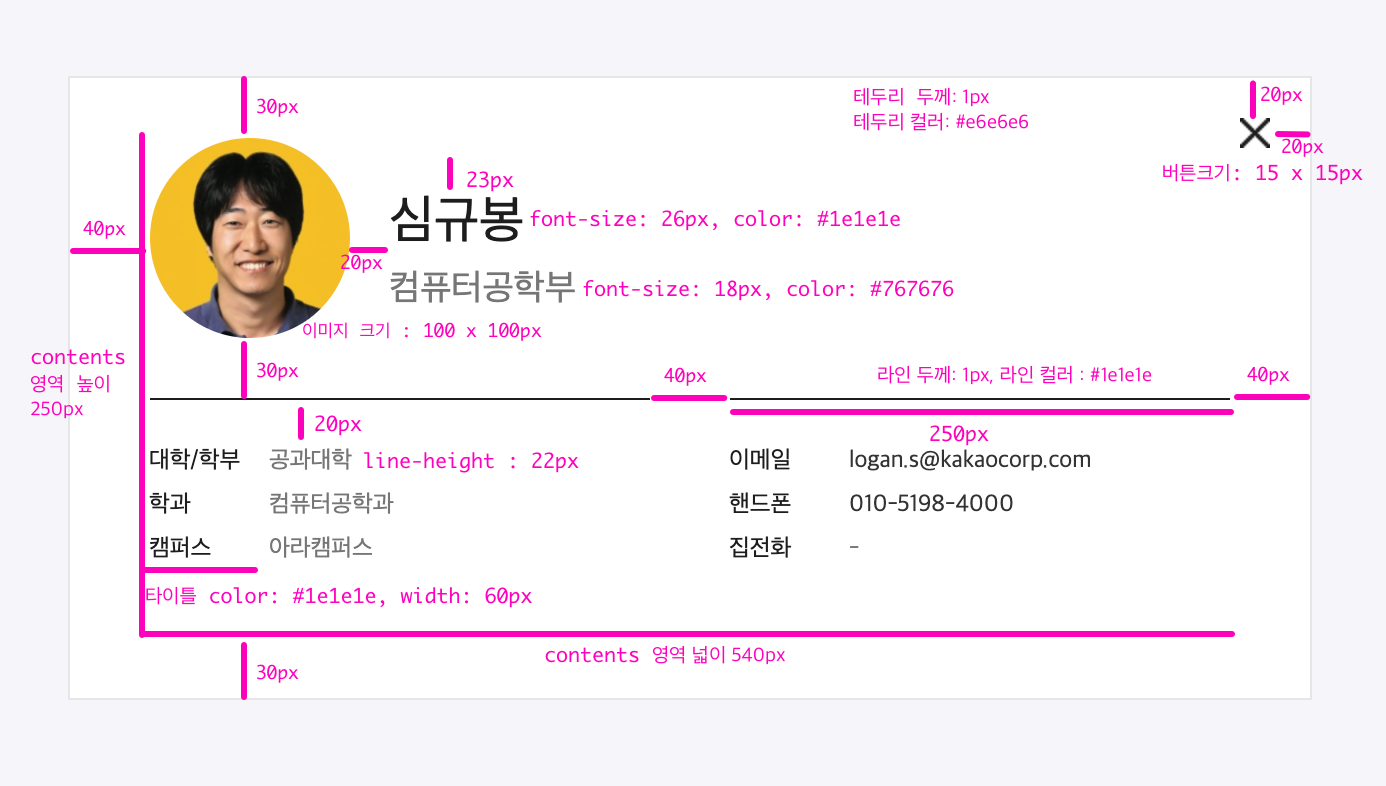 30px
테두리 두께: 1px
테두리 컬러: #e6e6e6
20px
20px
버튼크기: 15 x 15px
23px
심규봉 font-size: 26px, color: #1e1e1e
40px
20px
컴퓨터공학부 font-size: 18px, color: #767676
이미지 크기 : 100 x 100px
contents
영역 높이
250px
30px
40px
라인 두께: 1px, 라인 컬러 : #1e1e1e
40px
20px
250px
대학/학부 공과대학 line-height : 22px
이메일 logan.s@kakaocorp.com
학과 컴퓨터공학과
핸드폰 010-5198-4000
캠퍼스 아라캠퍼스
집전화 -
타이틀 color: #1e1e1e, width: 60px
contents 영역 넓이 540px
30px